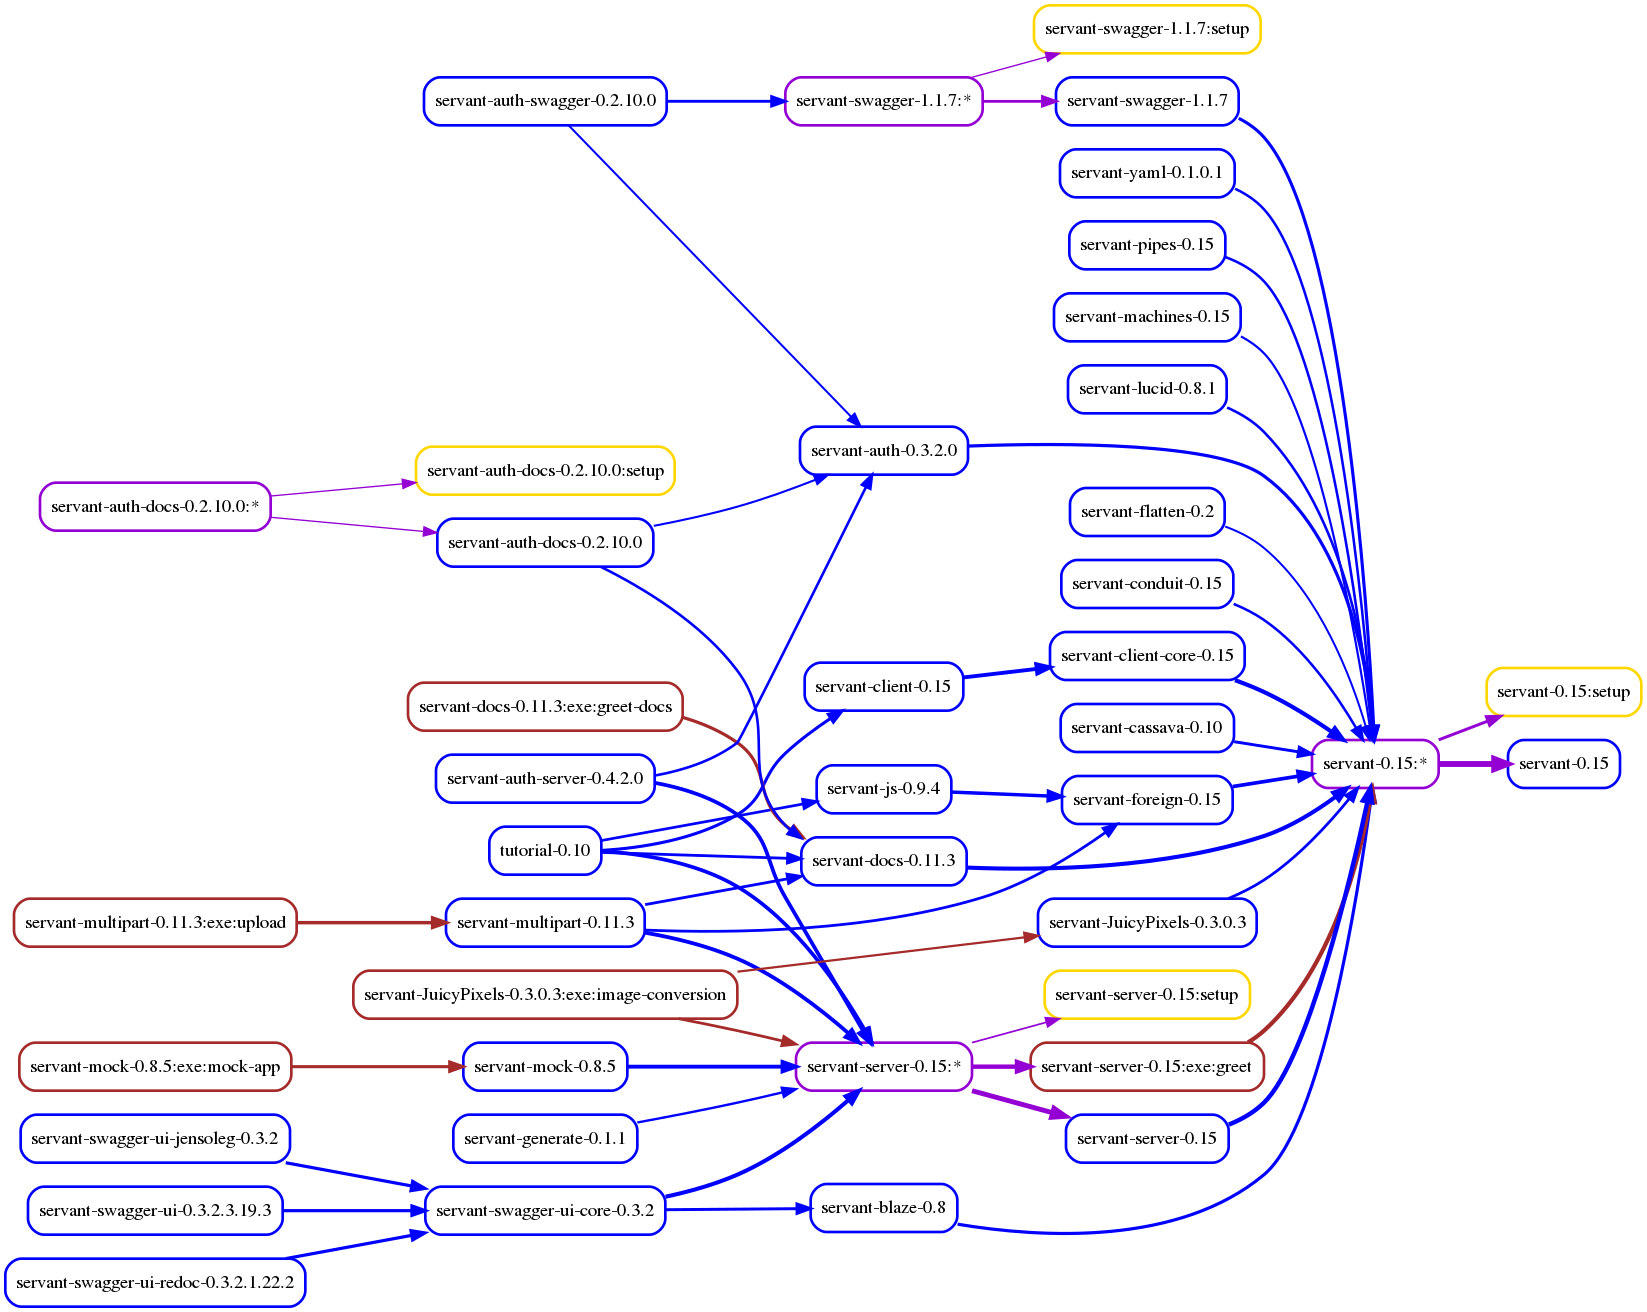 servant-swagger-1.1.7:setup
servant-auth-swagger-0.2.10.0
servant-swagger-1.1.7:*
servant-swagger-1.1.7
servant-yaml-0.1.0.1
servant-pipes-0.15
servant-machines-0.15
servant-lucid-0.8.1
servant-auth-0.3.2.0
servant-auth-docs-0.2.10.0:setup
servant-auth-docs-0.2.10.0:*
servant-flatten-0.2
servant-auth-docs-0.2.10.0
servant-conduit-0.15
servant-client-core-0.15
servant-client-0.15
servant-0.15:setup
servant-docs-0.11.3:exe:greet-docs
servant-cassava-0.10
servant-0.15:*
servant-0.15
servant-auth-server-0.4.2.0
servant-js-0.9.4
servant-foreign-0.15
tutorial-0.10
servant-docs-0.11.3
servant-multipart-0.11.3:exe:upload
servant-multipart-0.11.3
servant-JuicyPixels-0.3.0.3
servant-JuicyPixels-0.3.0.3:exe:image-conversion
servant-server-0.15:setup
servant-mock-0.8.5:exe:mock-app
servant-mock-0.8.5
servant-server-0.15:*
servant-server-0.15:exe:greet
servant-swagger-ui-jensoleg-0.3.2
servant-generate-0.1.1
servant-server-0.15
servant-swagger-ui-0.3.2.3.19.3
servant-swagger-ui-core-0.3.2
servant-blaze-0.8
servant-swagger-ui-redoc-0.3.2.1.22.2